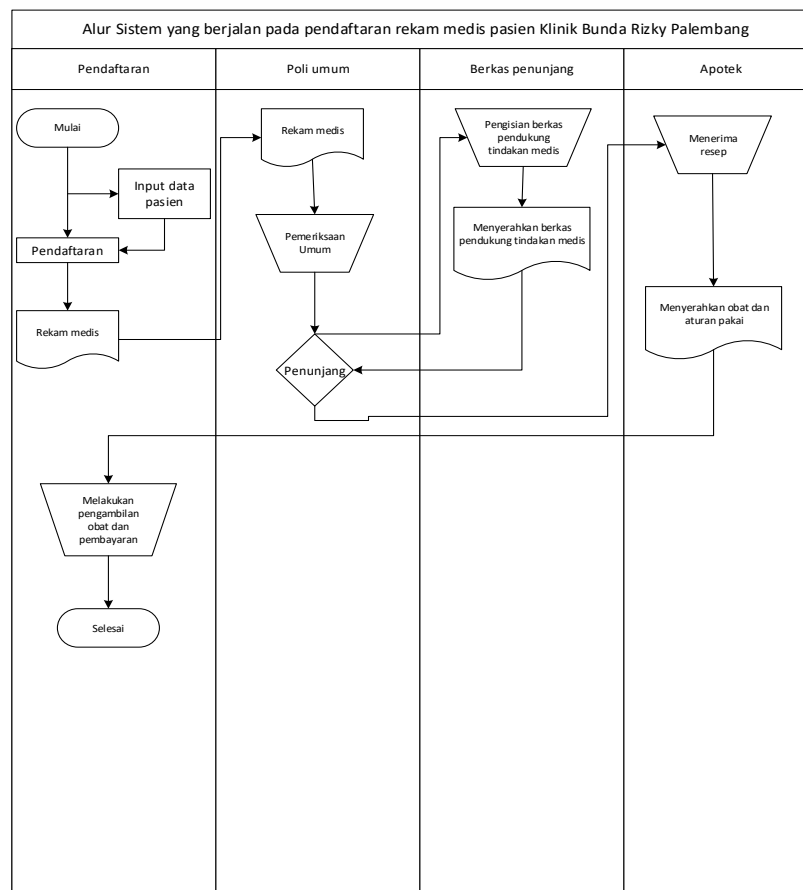 Alur Sistem yang berjalan pada pendaftaran rekam medis pasien Klinik Bunda Rizky Palembang
Pendaftaran
Poli umum
Berkas penunjang
Apotek
Mulai
Input data
pasien
Pendaftaran
Rekam medis
Rekam medis
Pemeriksaan
Umum
Penunjang
Pengisian berkas
pendukung
tindakan medis
Menyerahkan berkas
pendukung tindakan medis
Menerima
resep
Menyerahkan obat dan
aturan pakai
Melakukan
pengambilan
obat dan
pembayaran
Selesai